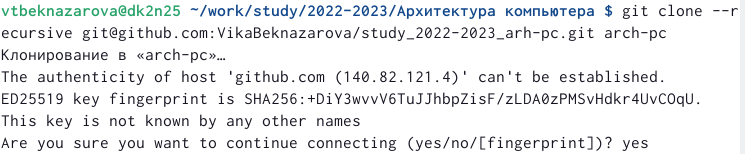 vtbeknazarova@dk2n25 ~/work/study/2022-2023/Архитектура компьютера $ git clone --r
ecursive git@github.com:VikaBeknazarova/study_2022-2023_arh-pc.git arch-pc
Клонирование в «arch-pc»…
The authenticity of host 'github.com (140.82.121.4)' can't be established.
ED25519 key fingerprint is SHA256:+DiY3wvvV6TuJJhbpZisF/zLDA0zPMSvHdkr4UvCOqU.
This key is not known by any other names
Are you sure you want to continue connecting (yes/no/[fingerprint])? yes